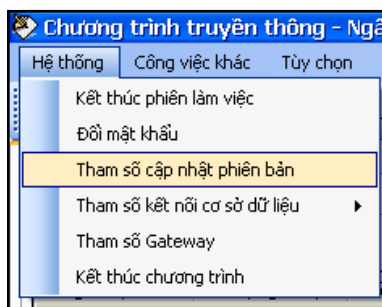 Chương trình truyền thông - Ngâ
Hệ thống Công việc khác Tùy chọn
Kết thúc phiên làm việc
Đổi mật khẩu
Tham số cập nhật phiên bản
Tham số kết nối cơ sở dữ liệu
Tham số Gateway
Kết thúc chương trình